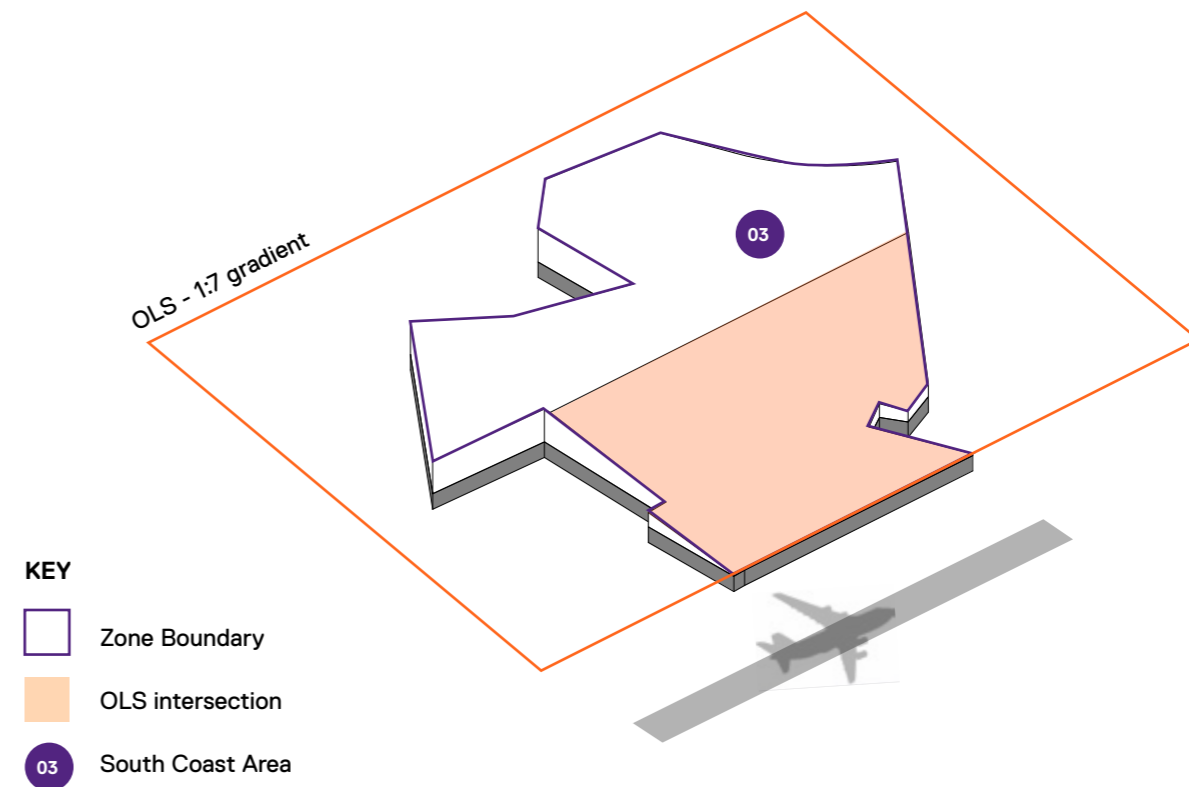 OLS - 1:7 gradient
03
KEY
Zone Boundary
OLS intersection
03 South Coast Area